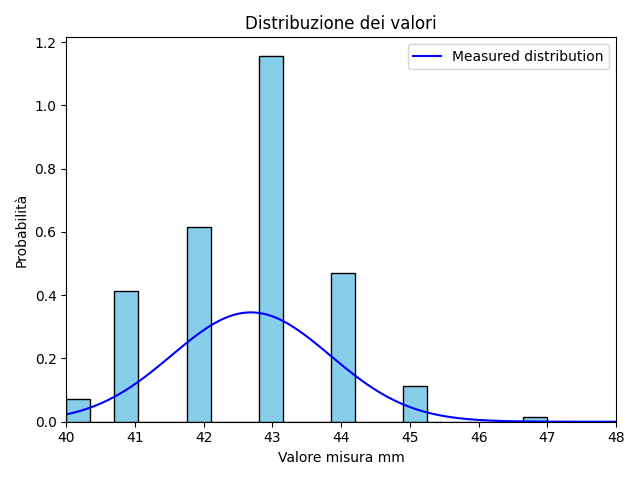 Distribuzione dei valori
Measured distribution
Probabilità
1.2
1.0
0.8
0.6
0.4
0.2
0.0
40 41 42 43 44 45 46 47 48
Valore misura mm